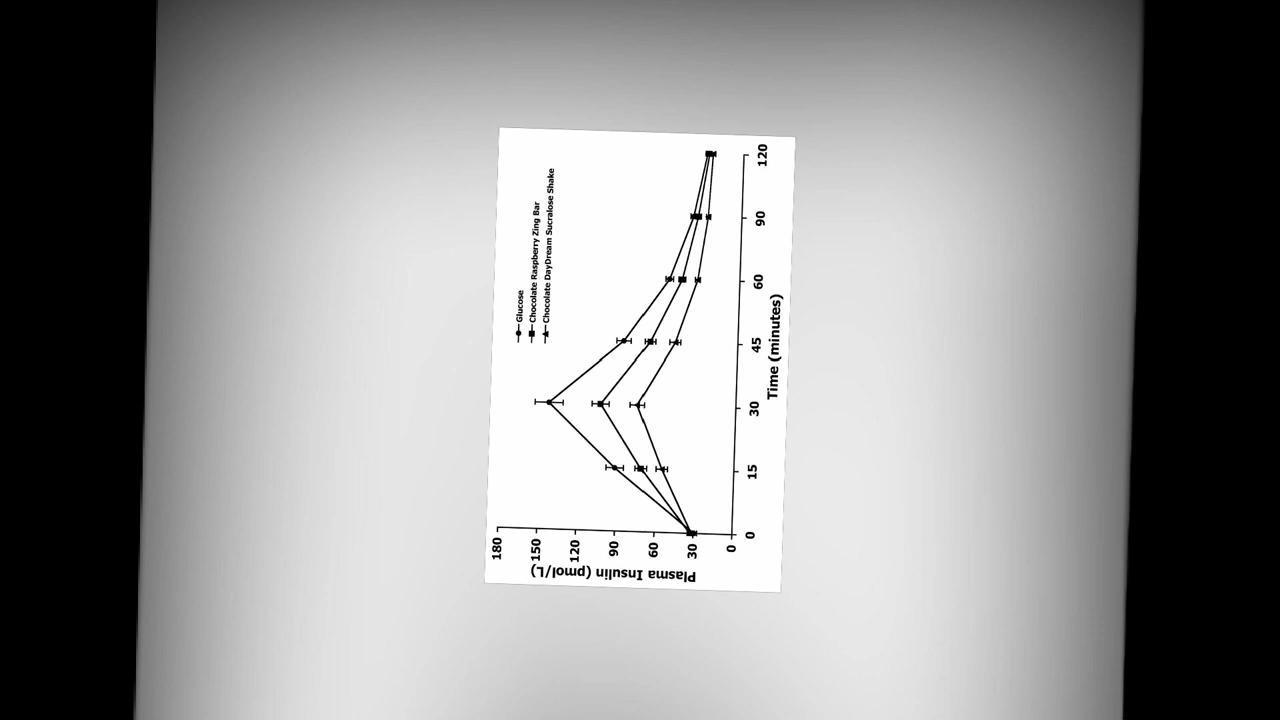 Glucose
Chocolate Raspberry Zing Bar
Chocolate DayDream Sucralose Shake
180
150
120
90
60
30
0
Plasma Insulin (pmol/L)
0 15 30 45 60 90 120
Time (minutes)